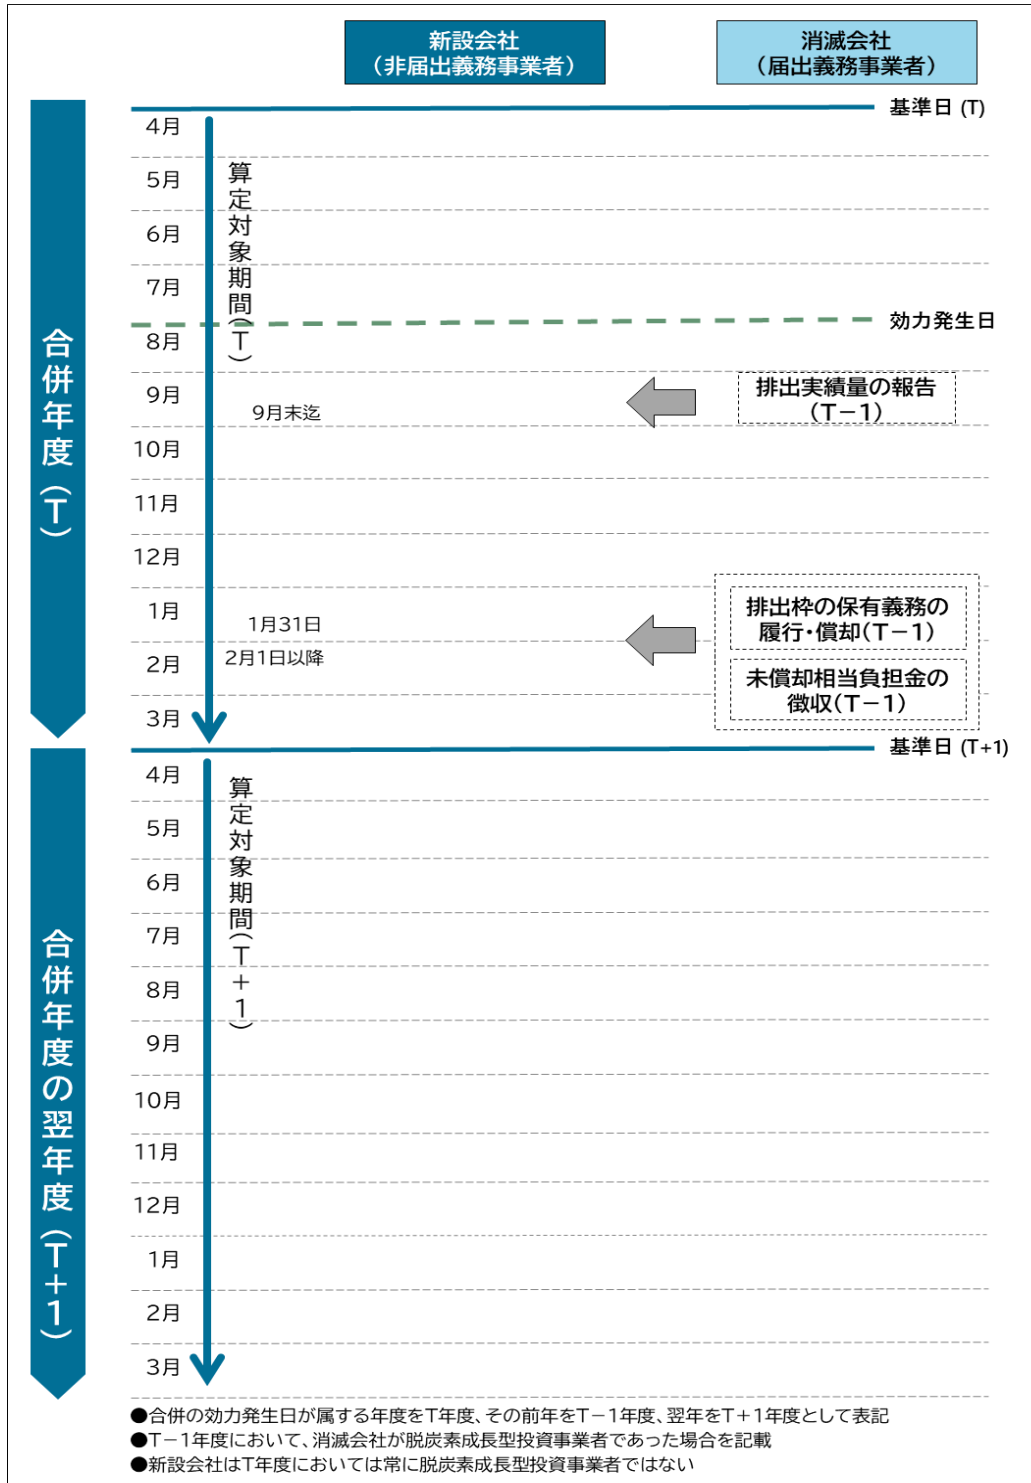 新設会社
（非届出義務事業者）
消滅会社
（届出義務事業者）
合併年度（T）
基準日 (T)
算定対象期間（T）
4月
5月
6月
7月
効力発生日
8月
9月
9月末迄
排出実績量の報告
（T－1）
10月
11月
12月
1月
1月31日
排出枠の保有義務の
履行・償却（T－1）
2月1日以降
2月
未償却相当負担金の
徴収（T－1）
3月
基準日 (T+1)
合併年度の翌年度（T＋1）
算定対象期間（T＋1）
4月
5月
6月
7月
8月
9月
10月
11月
12月
1月
2月
3月
●合併の効力発生日が属する年度をT年度、その前年をT－1年度、翌年をT＋1年度として表記
●T－1年度において、消滅会社が脱炭素成長型投資事業者であった場合を記載
●新設会社はT年度においては常に脱炭素成長型投資事業者ではない